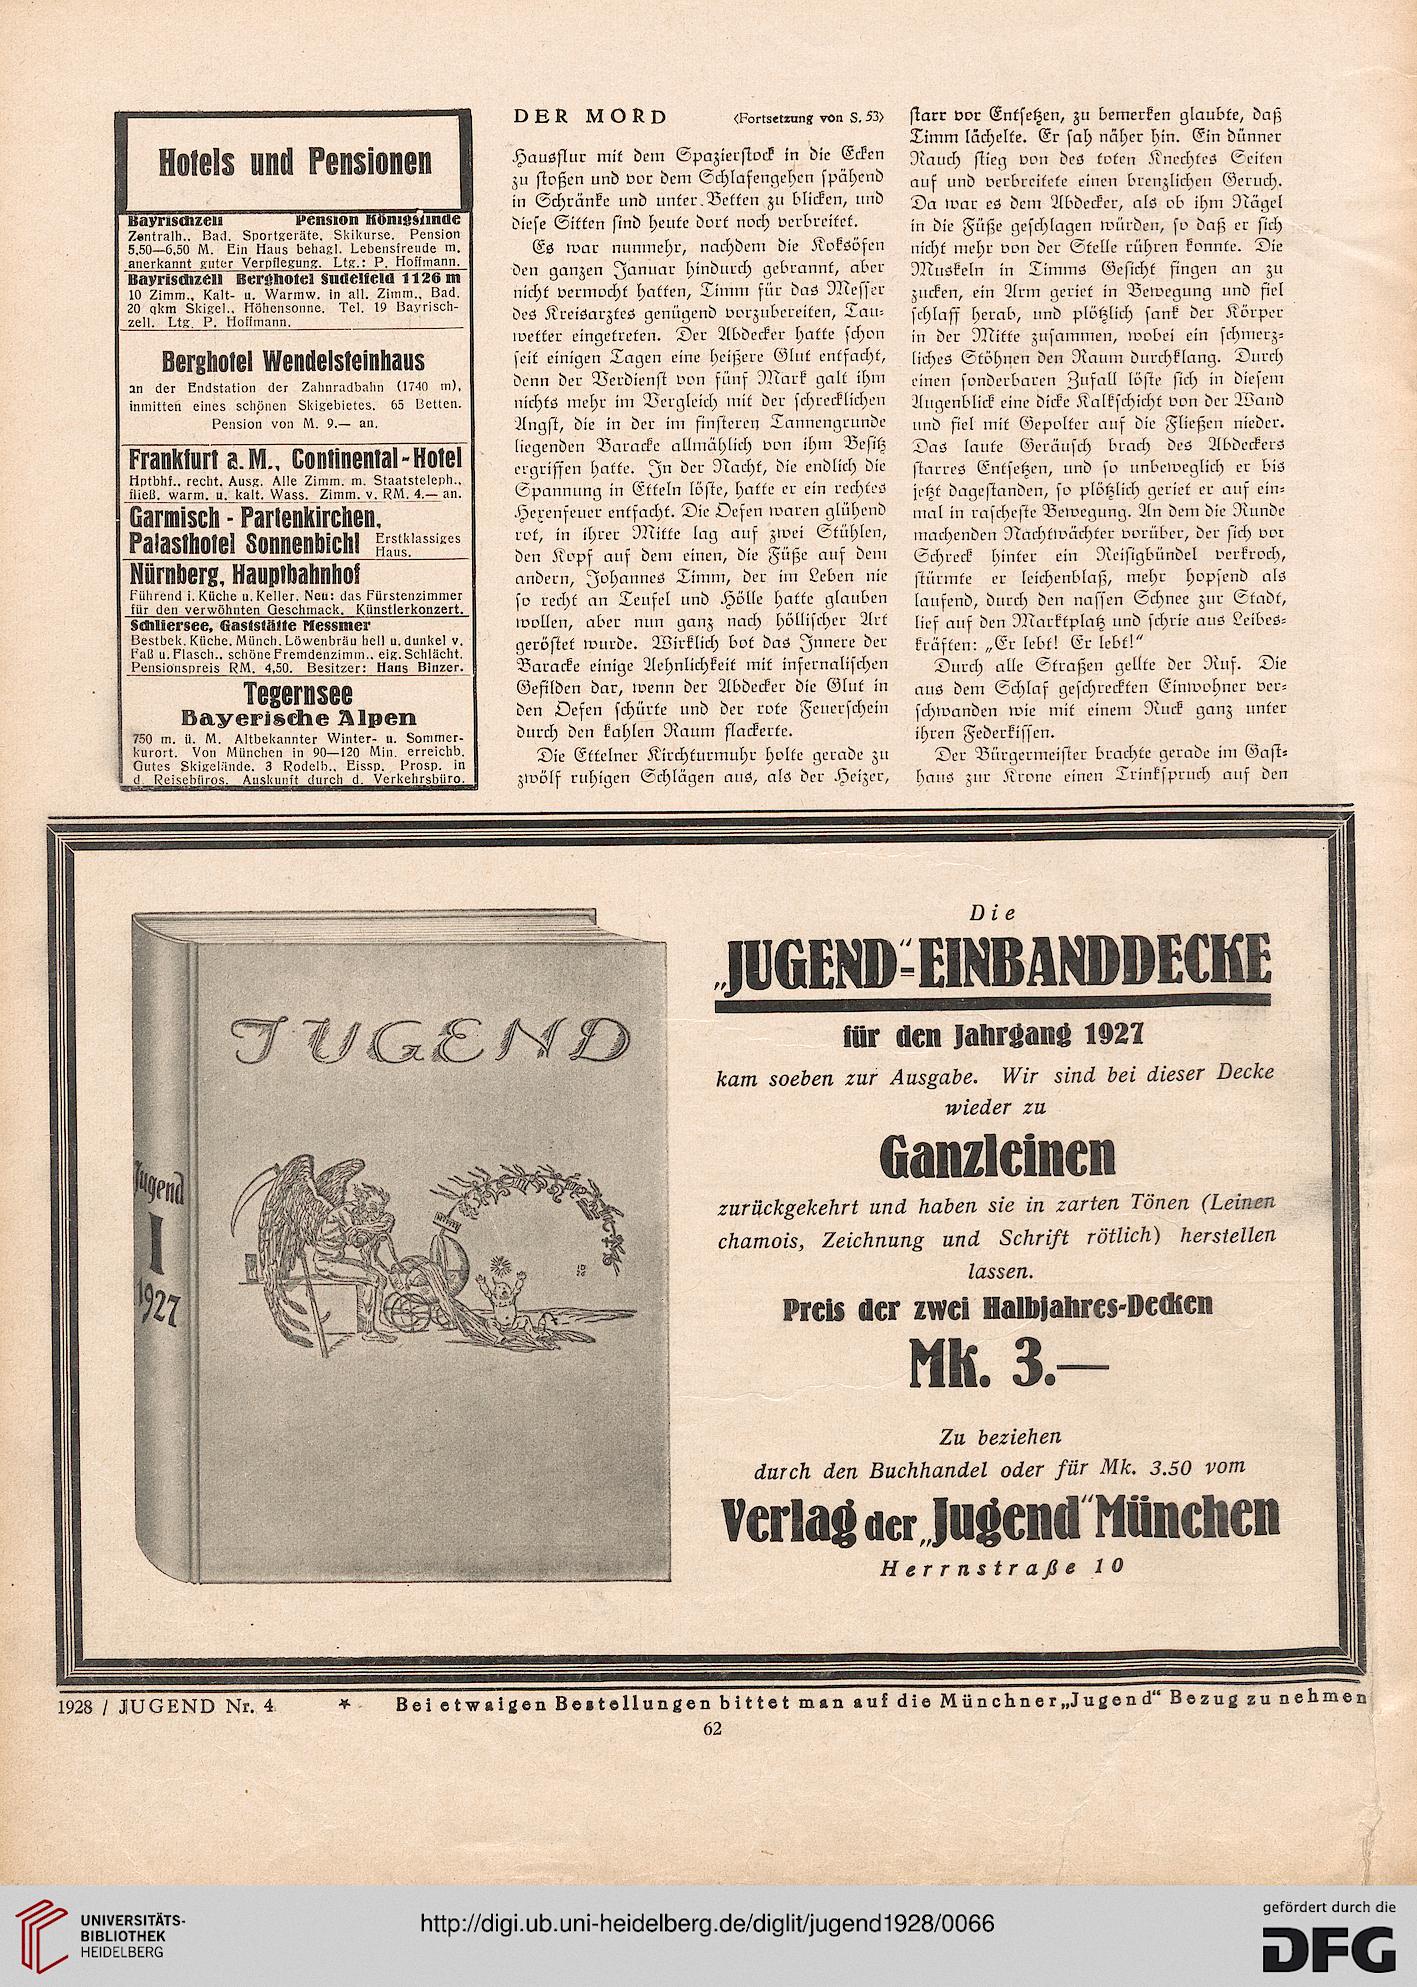 Hotels und Pensionen
Bayrischzell Pension Königslinde
Zentralh., Bad, Sportgeräte, Skikurse. Pension
5,50—6,50 M. Ein Haus behagl. Lebensfreude m.
anerkannt guter Verpflegung. Ltg.: P. Hoffmann.
Bayrischzell Berghotel Sudelfeld 1126 m
10 Zimm., Kalt- u. Warmw. in all. Zimm., Bad.
20 qkm Skigel., Höhensonne. Tel. 19 Bayrisch-
zell. Ltg. P. Hoffmann.
Berghotel Wendelsteinhaus
an der Endstation der Zahnradbahn (1740 m),
inmitten eines schönen Skigebietes. 65 Betten.
Pension von M. 9.— an.
Frankfurt a. M., Continental-Hotel
Hptbhf., recht. Ausg. Alle Zimm. m. Staatsteleph.,
fließ. warm. u. kalt. Wass. Zimm. v. RM. 4.— an.
Garmisch - Partenkirchen,
Palasthotel Sonnenbichl Erstklassiges
Haus.
Nürnberg, Hauptbahnhof
Führend i. Küche u. Keller. Neu: das Fürstenzimmer
für den verwöhnten Geschmack. Künstlerkonzert.
Schliersee, Gaststätte Messmer
Bestbek. Küche, Münch. Löwenbräu hell u. dunkel v.
Faß u. Flasch., schöne Fremdenzimm., eig. Schlächt.
Pensionspreis RM. 4,50. Besitzer: Hans Binzer.
Tegernsee
Bayerische Alpen
750 m. ü. M. Altbekannter Winter- u. Sommer-
kurort. Von München in 90—120 Min. erreichb.
Gutes Skigelände. 3 Rodelb., Eissp. Prosp. in
d. Reisebüros. Auskunft durch d. Verkehrsbüro.
DER MORD (Fortsetzung von S. 53)
Hausflur mit dem Spazierstock in die Ecken
zu stoßen und vor dem Schlafengehen spähend
in Schränke und unter Betten zu blicken, und
diese Sitten sind heute dort noch verbreitet.
Es war nunmehr, nachdem die Koksöfen
den ganzen Januar hindurch gebrannt, aber
nicht vermocht hatten, Timm für das Messer
des Kreisarztes genügend vorzubereiten, Tau-
wetter eingetreten. Der Abdecker hatte schon
seit einigen Tagen eine heißere Glut entfacht,
denn der Verdienst von fünf Mark galt ihm
nichts mehr im Vergleich mit der schrecklichen
Angst, die in der im finsteren Tannengrunde
liegenden Baracke allmählich von ihm Besitz
ergriffen hatte. In der Nacht, die endlich die
Spannung in Etteln löste, hatte er ein rechtes
Hexenfeuer entfacht. Die Oefen waren glühend
rot, in ihrer Mitte lag auf zwei Stühlen,
den Kopf auf dem einen, die Füße auf dem
andern, Johannes Timm, der im Leben nie
so recht an Teufel und Hölle hatte glauben
wollen, aber nun ganz nach höllischer Art
geröstet wurde. Wirklich bot das Innere der
Baracke einige Aehnlichkeit mit infernalischen
Gefilden dar, wenn der Abdecker die Glut in
den Oefen schürte und der rote Feuerschein
durch den kahlen Raum flackerte.
Die Ettelner Kirchturmuhr holte gerade zu
zwölf ruhigen Schlägen aus, als der Heizer,
starr vor Entsetzen, zu bemerken glaubte, daß
Timm lächelte. Er sah näher hin. Ein dünner
Rauch stieg von des toten Knechtes Seiten
auf und verbreitete einen brenzlichen Geruch.
Da war es dem Abdecker, als ob ihm Nägel
in die Füße geschlagen würden, so daß er sich
nicht mehr von der Stelle rühren konnte. Die
Muskeln in Timms Gesicht fingen an zu
zucken, ein Arm geriet in Bewegung und fiel
schlaff herab, und plötzlich sank der Körper
in der Mitte zusammen, wobei ein schmerz-
liches Stöhnen den Raum durchklang. Durch
einen sonderbaren Zufall löste sich in diesem
Augenblick eine dicke Kalkschicht von der Wand
und fiel mit Gepolter auf die Fließen nieder.
Das laute Geräusch brach des Abdeckers
starres Entsetzen, und so unbeweglich er bis
jetzt dagestanden, so plötzlich geriet er auf ein-
mal in rascheste Bewegung. An dem die Runde
machenden Nachtwächter vorüber, der sich vor
Schreck hinter ein Reisigbündel verkroch,
stürmte er leichenblaß, mehr hopsend als
laufend, durch den nassen Schnee zur Stadt,
lief auf den Marktplatz und schrie aus Leibes-
kräften: „Er lebt! Er lebt!“
Durch alle Straßen gellte der Ruf. Die
aus dem Schlaf geschreckten Einwohner ver-
schwanden wie mit einem Ruck ganz unter
ihren Federkissen.
Der Bürgermeister brachte gerade im Gast-
haus zur Krone einen Trinkspruch auf den
JUGEND
Jugend
I
1927
Die
„JUGEND“-EINBANDDECKE
für den Jahrgang 1927
kam soeben zur Ausgabe. Wir sind bei dieser Decke
wieder zu
Ganzleinen
zurückgekehrt und haben sie in zarten Tönen (Leinen
chamois, Zeichnung und Schrift rötlich) herstellen
lassen.
Preis der zwei Halbjahres-Decken
Mk. 3.—
Zu beziehen
durch den Buchhandel oder für Mk. 3.50 vom
Verlag der „Jugend“ München
Herrnstraße 10
1928 / JUGEND Nr. 4 * Bei etwaigen Bestellungen bittet man auf die Münchner „Jugend“ Bezug zu nehmen
62
UNIVERSITÄTS-
BIBLIOTHEK
HEIDELBERG
http://digi.ub.uni-heidelberg.de/diglit/jugend1928/0066
gefördert durch die
DFG